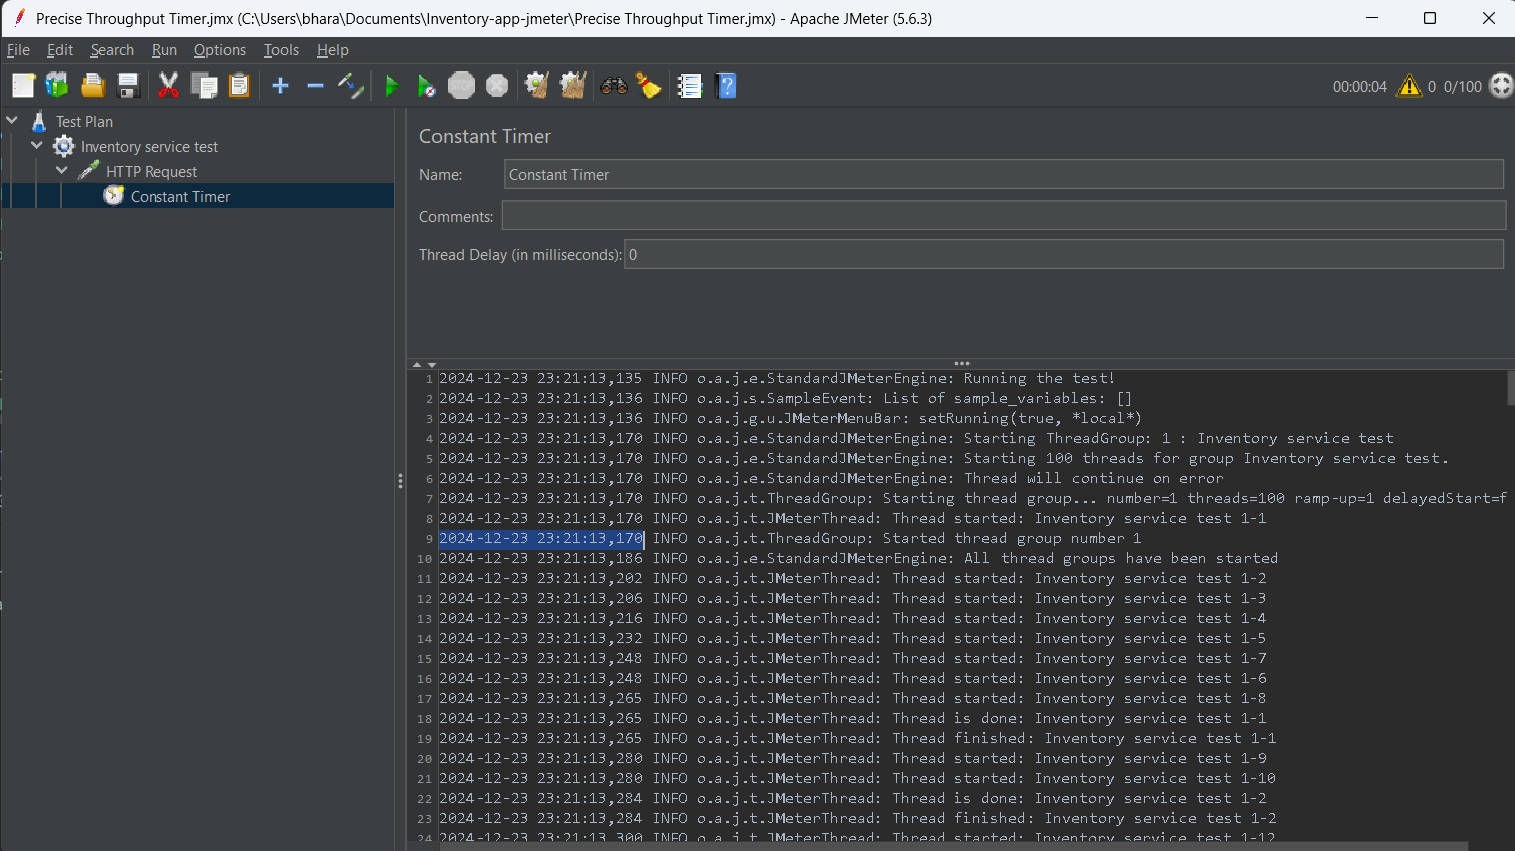 Precise Throughput Timer.jmx (C:\Users\bhara\Documents\Inventory-app-jmeter\Precise Throughput Timer.jmx) - Apache JMeter (5.6.3)
File Edit Search Run Options Tools Help
STOP
00:00:04 0 0/100
Test Plan
Inventory service test
HTTP Request
Constant Timer
Constant Timer
Name: Constant Timer
Comments:
Thread Delay (in milliseconds): 0
1 2024-12-23 23:21:13,135 INFO o.a.j.e.StandardJMeterEngine: Running the test!
2 2024-12-23 23:21:13,136 INFO o.a.j.s.SampleEvent: List of sample_variables: []
3 2024-12-23 23:21:13,136 INFO o.a.j.g.u.JMeterMenuBar: setRunning(true, *local*)
4 2024-12-23 23:21:13,170 INFO o.a.j.e.StandardJMeterEngine: Starting ThreadGroup: 1 : Inventory service test
5 2024-12-23 23:21:13,170 INFO o.a.j.e.StandardJMeterEngine: Starting 100 threads for group Inventory service test.
6 2024-12-23 23:21:13,170 INFO o.a.j.e.StandardJMeterEngine: Thread will continue on error
7 2024-12-23 23:21:13,170 INFO o.a.j.t.ThreadGroup: Starting thread group... number=1 threads=100 ramp-up=1 delayedStart=f
8 2024-12-23 23:21:13,170 INFO o.a.j.t.JMeterThread: Thread started: Inventory service test 1-1
9 2024-12-23 23:21:13,170 INFO o.a.j.t.ThreadGroup: Started thread group number 1
10 2024-12-23 23:21:13,186 INFO o.a.j.e.StandardJMeterEngine: All thread groups have been started
11 2024-12-23 23:21:13,202 INFO o.a.j.t.JMeterThread: Thread started: Inventory service test 1-2
12 2024-12-23 23:21:13,206 INFO o.a.j.t.JMeterThread: Thread started: Inventory service test 1-3
13 2024-12-23 23:21:13,216 INFO o.a.j.t.JMeterThread: Thread started: Inventory service test 1-4
14 2024-12-23 23:21:13,232 INFO o.a.j.t.JMeterThread: Thread started: Inventory service test 1-5
15 2024-12-23 23:21:13,248 INFO o.a.j.t.JMeterThread: Thread started: Inventory service test 1-7
16 2024-12-23 23:21:13,248 INFO o.a.j.t.JMeterThread: Thread started: Inventory service test 1-6
17 2024-12-23 23:21:13,265 INFO o.a.j.t.JMeterThread: Thread started: Inventory service test 1-8
18 2024-12-23 23:21:13,265 INFO o.a.j.t.JMeterThread: Thread is done: Inventory service test 1-1
19 2024-12-23 23:21:13,265 INFO o.a.j.t.JMeterThread: Thread finished: Inventory service test 1-1
20 2024-12-23 23:21:13,280 INFO o.a.j.t.JMeterThread: Thread started: Inventory service test 1-9
21 2024-12-23 23:21:13,280 INFO o.a.j.t.JMeterThread: Thread started: Inventory service test 1-10
22 2024-12-23 23:21:13,284 INFO o.a.j.t.JMeterThread: Thread is done: Inventory service test 1-2
23 2024-12-23 23:21:13,284 INFO o.a.j.t.JMeterThread: Thread finished: Inventory service test 1-2
24 2024-12-23 23:21:13,300 INFO o.a.j.t.JMeterThread: Thread started: Inventory service test 1-12